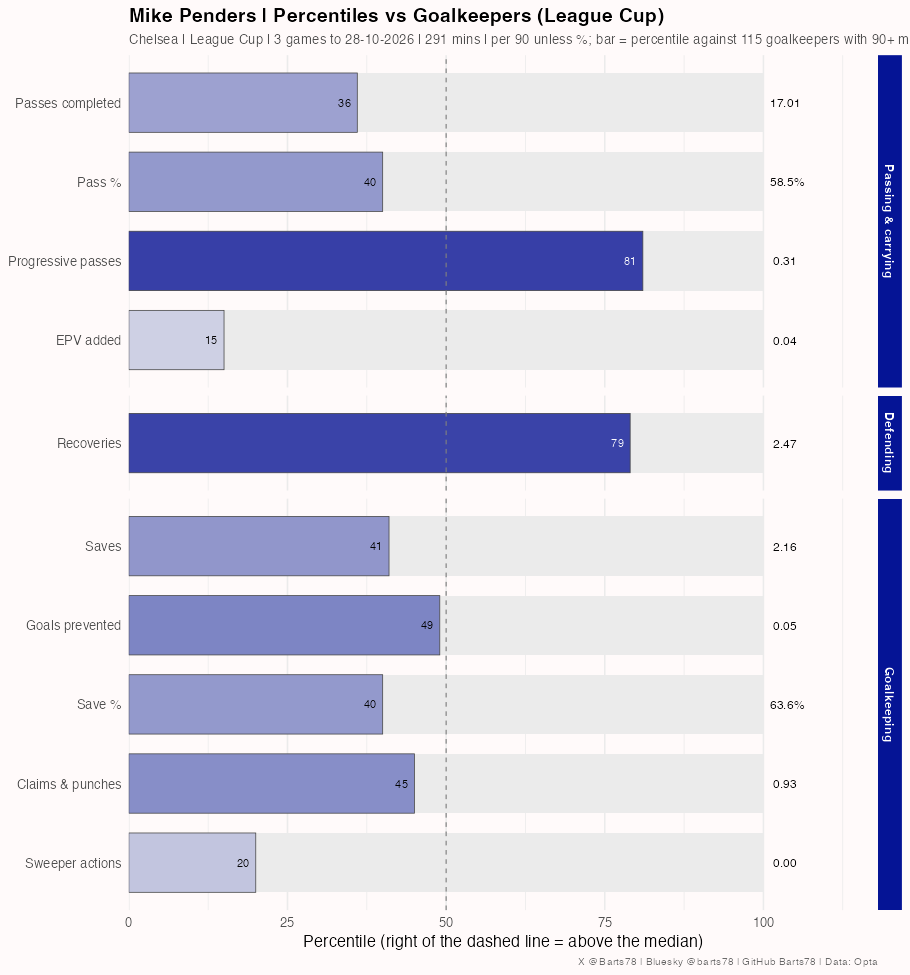 Mike Penders | Percentiles vs Goalkeepers (League Cup)
Chelsea | League Cup | 3 games to 28-10-2026 | 291 mins | per 90 unless %; bar = percentile against 115 goalkeepers with 90+ m
Passes completed 36 17.01
Pass % 40 58.5%
Progressive passes 81 0.31
EPV added 15 0.04
Passing & carrying
Recoveries 79 2.47
Defending
Saves 41 2.16
Goals prevented 49 0.05
Save % 40 63.6%
Claims & punches 45 0.93
Sweeper actions 20 0.00
Goalkeeping
0 25 50 75 100
Percentile (right of the dashed line = above the median)
X @Barts78 | Bluesky @barts78 | GitHub Barts78 | Data: Opta